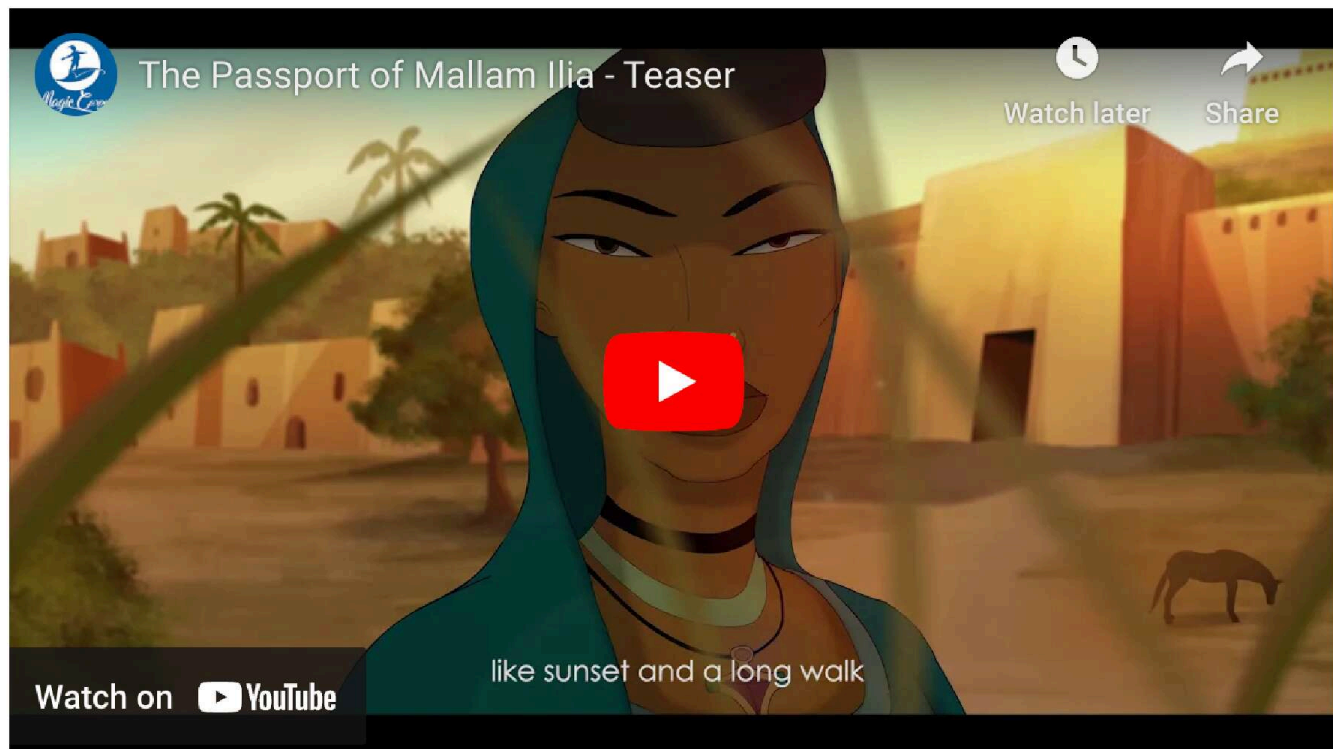 The Passport of Mallam Ilia - Teaser
Watch later
Share
like sunset and a long walk
Watch on YouTube